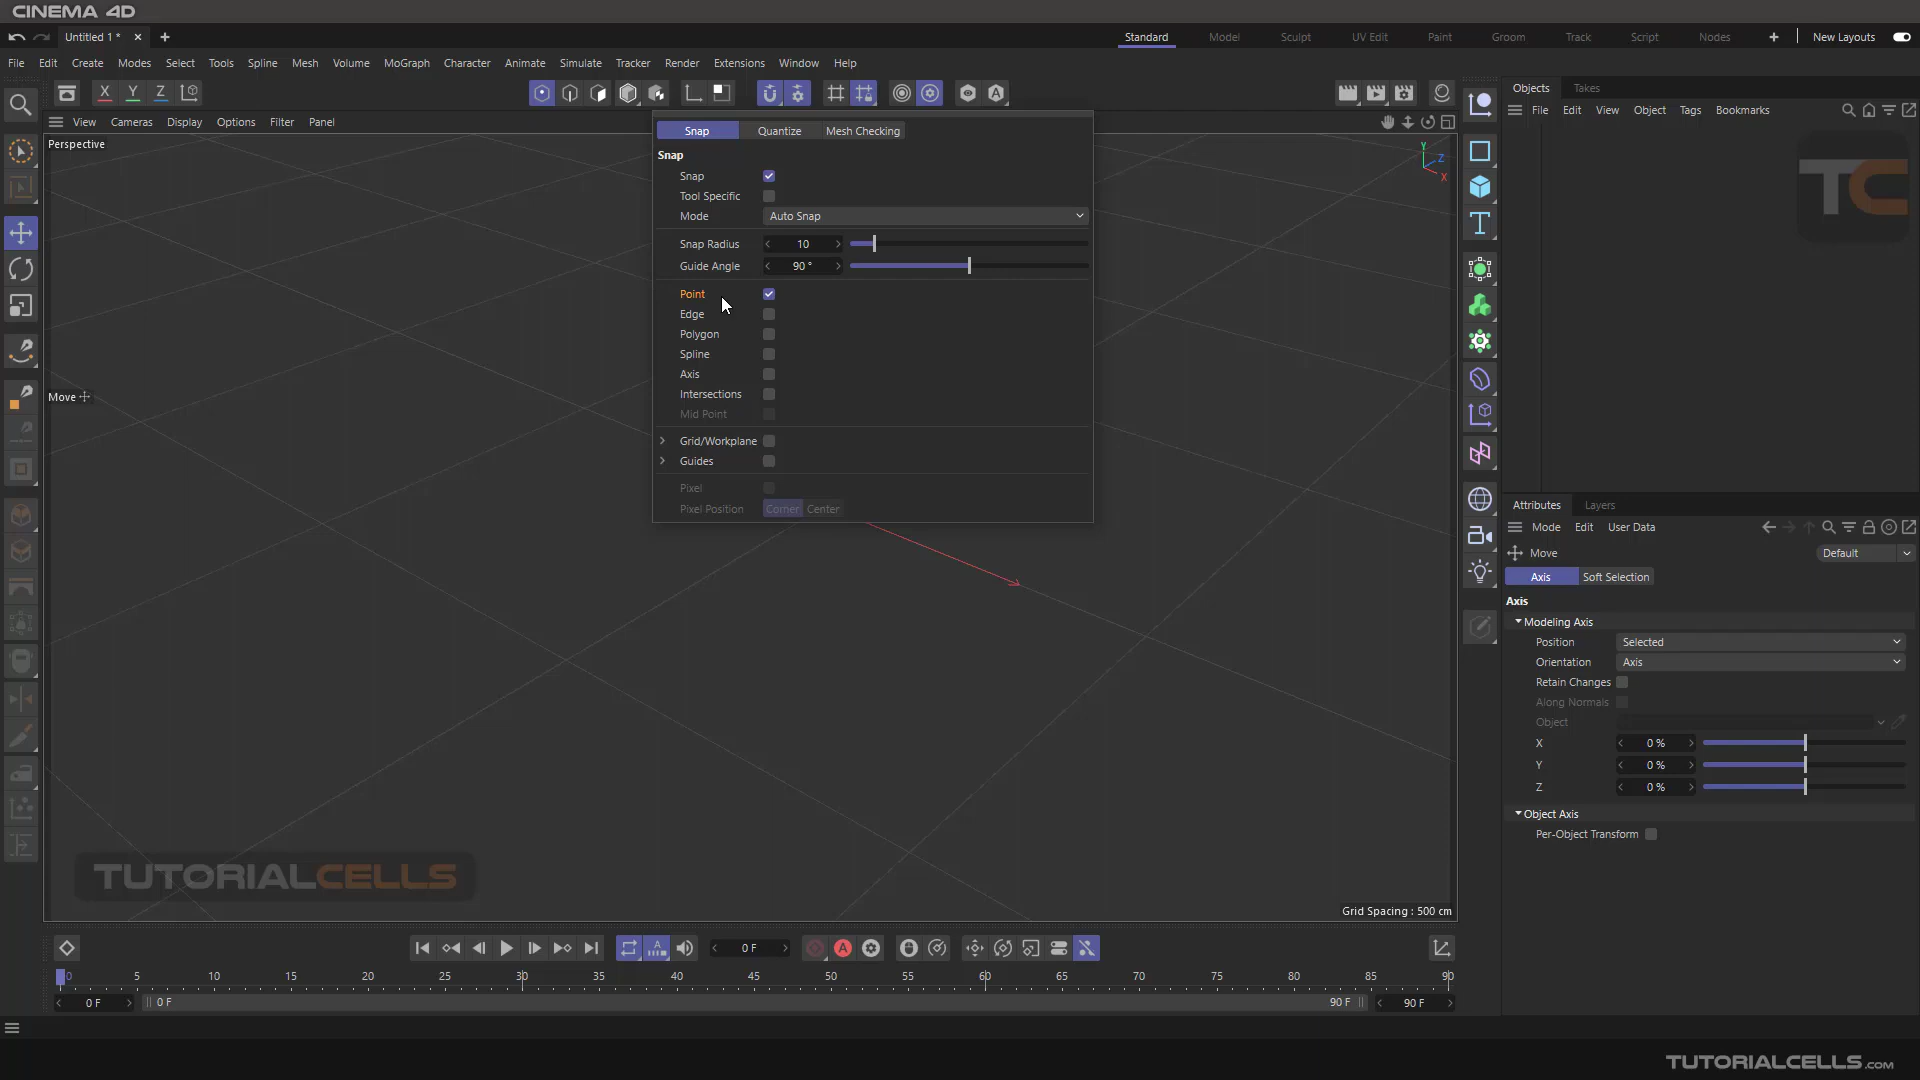 CINEMA 4D
Untitled 1 *
Standard Model Sculpt UV Edit Paint Groom Track Script Nodes New Layouts
File Edit Create Modes Select Tools Spline Mesh Volume MoGraph Character Animate Simulate Tracker Render Extensions Window Help
X Y Z
View Cameras Display Options Filter Panel
Perspective
Move
Snap Quantize Mesh Checking
Snap
Snap
Tool Specific
Mode Auto Snap
Snap Radius 10
Guide Angle 90 °
Point
Edge
Polygon
Spline
Axis
Intersections
Mid Point
Grid/Workplane
Guides
Pixel
Pixel Position Corner Center
Y
Z
X
Objects Takes
File Edit View Object Tags Bookmarks
TC
Attributes Layers
Mode Edit User Data
Move Default
Axis Soft Selection
Axis
Modeling Axis
Position Selected
Orientation Axis
Retain Changes
Along Normals
Object
X 0 %
Y 0 %
Z 0 %
Object Axis
Per-Object Transform
TUTORIALCELLS
Grid Spacing : 500 cm
0 F
0 5 10 15 20 25 30 35 40 45 50 55 60 65 70 75 80 85 90
0 F 0 F 90 F 90 F
TUTORIALCELLS.COM